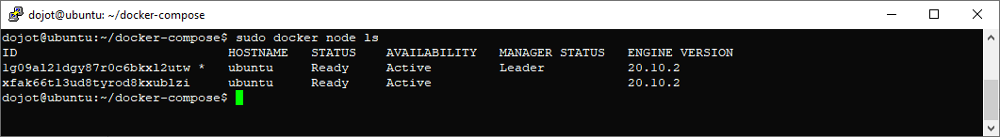 dojot@ubuntu: ~/docker-compose
dojot@ubuntu:~/docker-compose$ sudo docker node ls
ID HOSTNAME STATUS AVAILABILITY MANAGER STATUS ENGINE VERSION
lg09al2ldgy87r0c6bkxl2utw * ubuntu Ready Active Leader 20.10.2
xfak66tl3ud8tyrod8kxublzi ubuntu Ready Active 20.10.2
dojot@ubuntu:~/docker-compose$